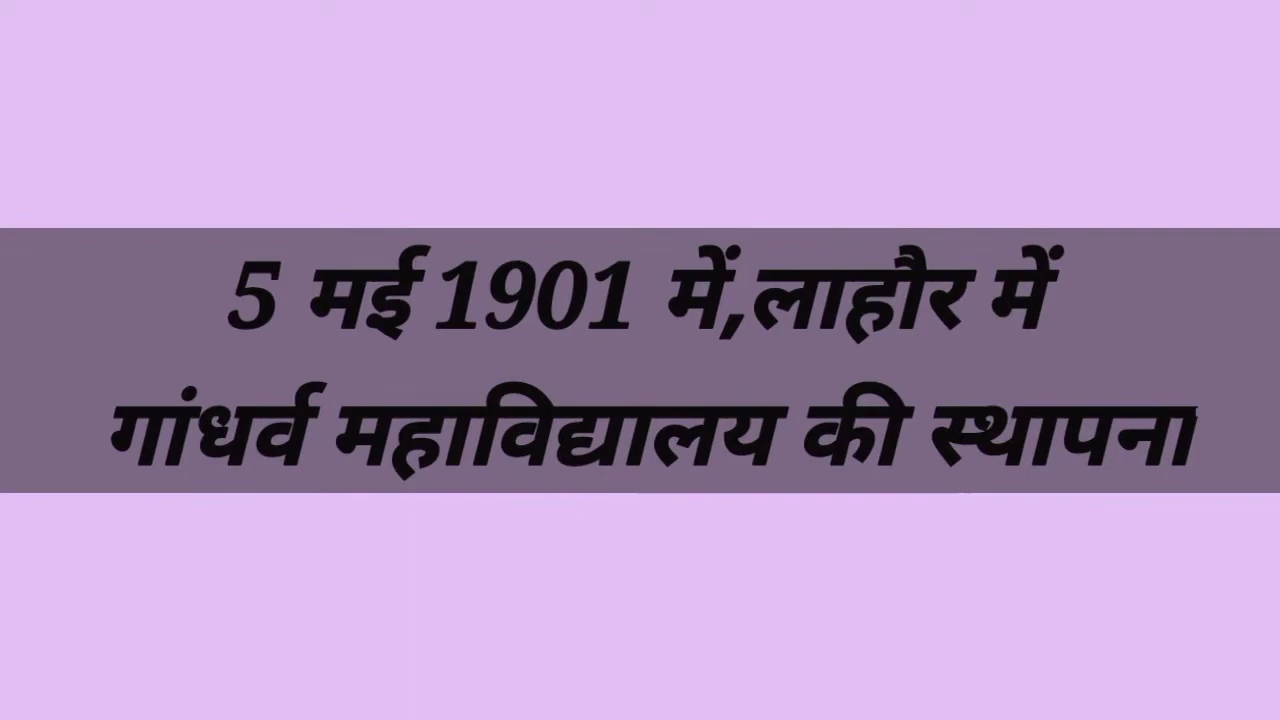 5 मई 1901 में,लाहौर में
गांधर्व महाविद्यालय की स्थापना